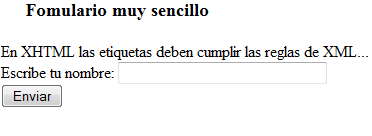 Fomulario muy sencillo
En XHTML las etiquetas deben cumplir las reglas de XML...
Escribe tu nombre:
Enviar